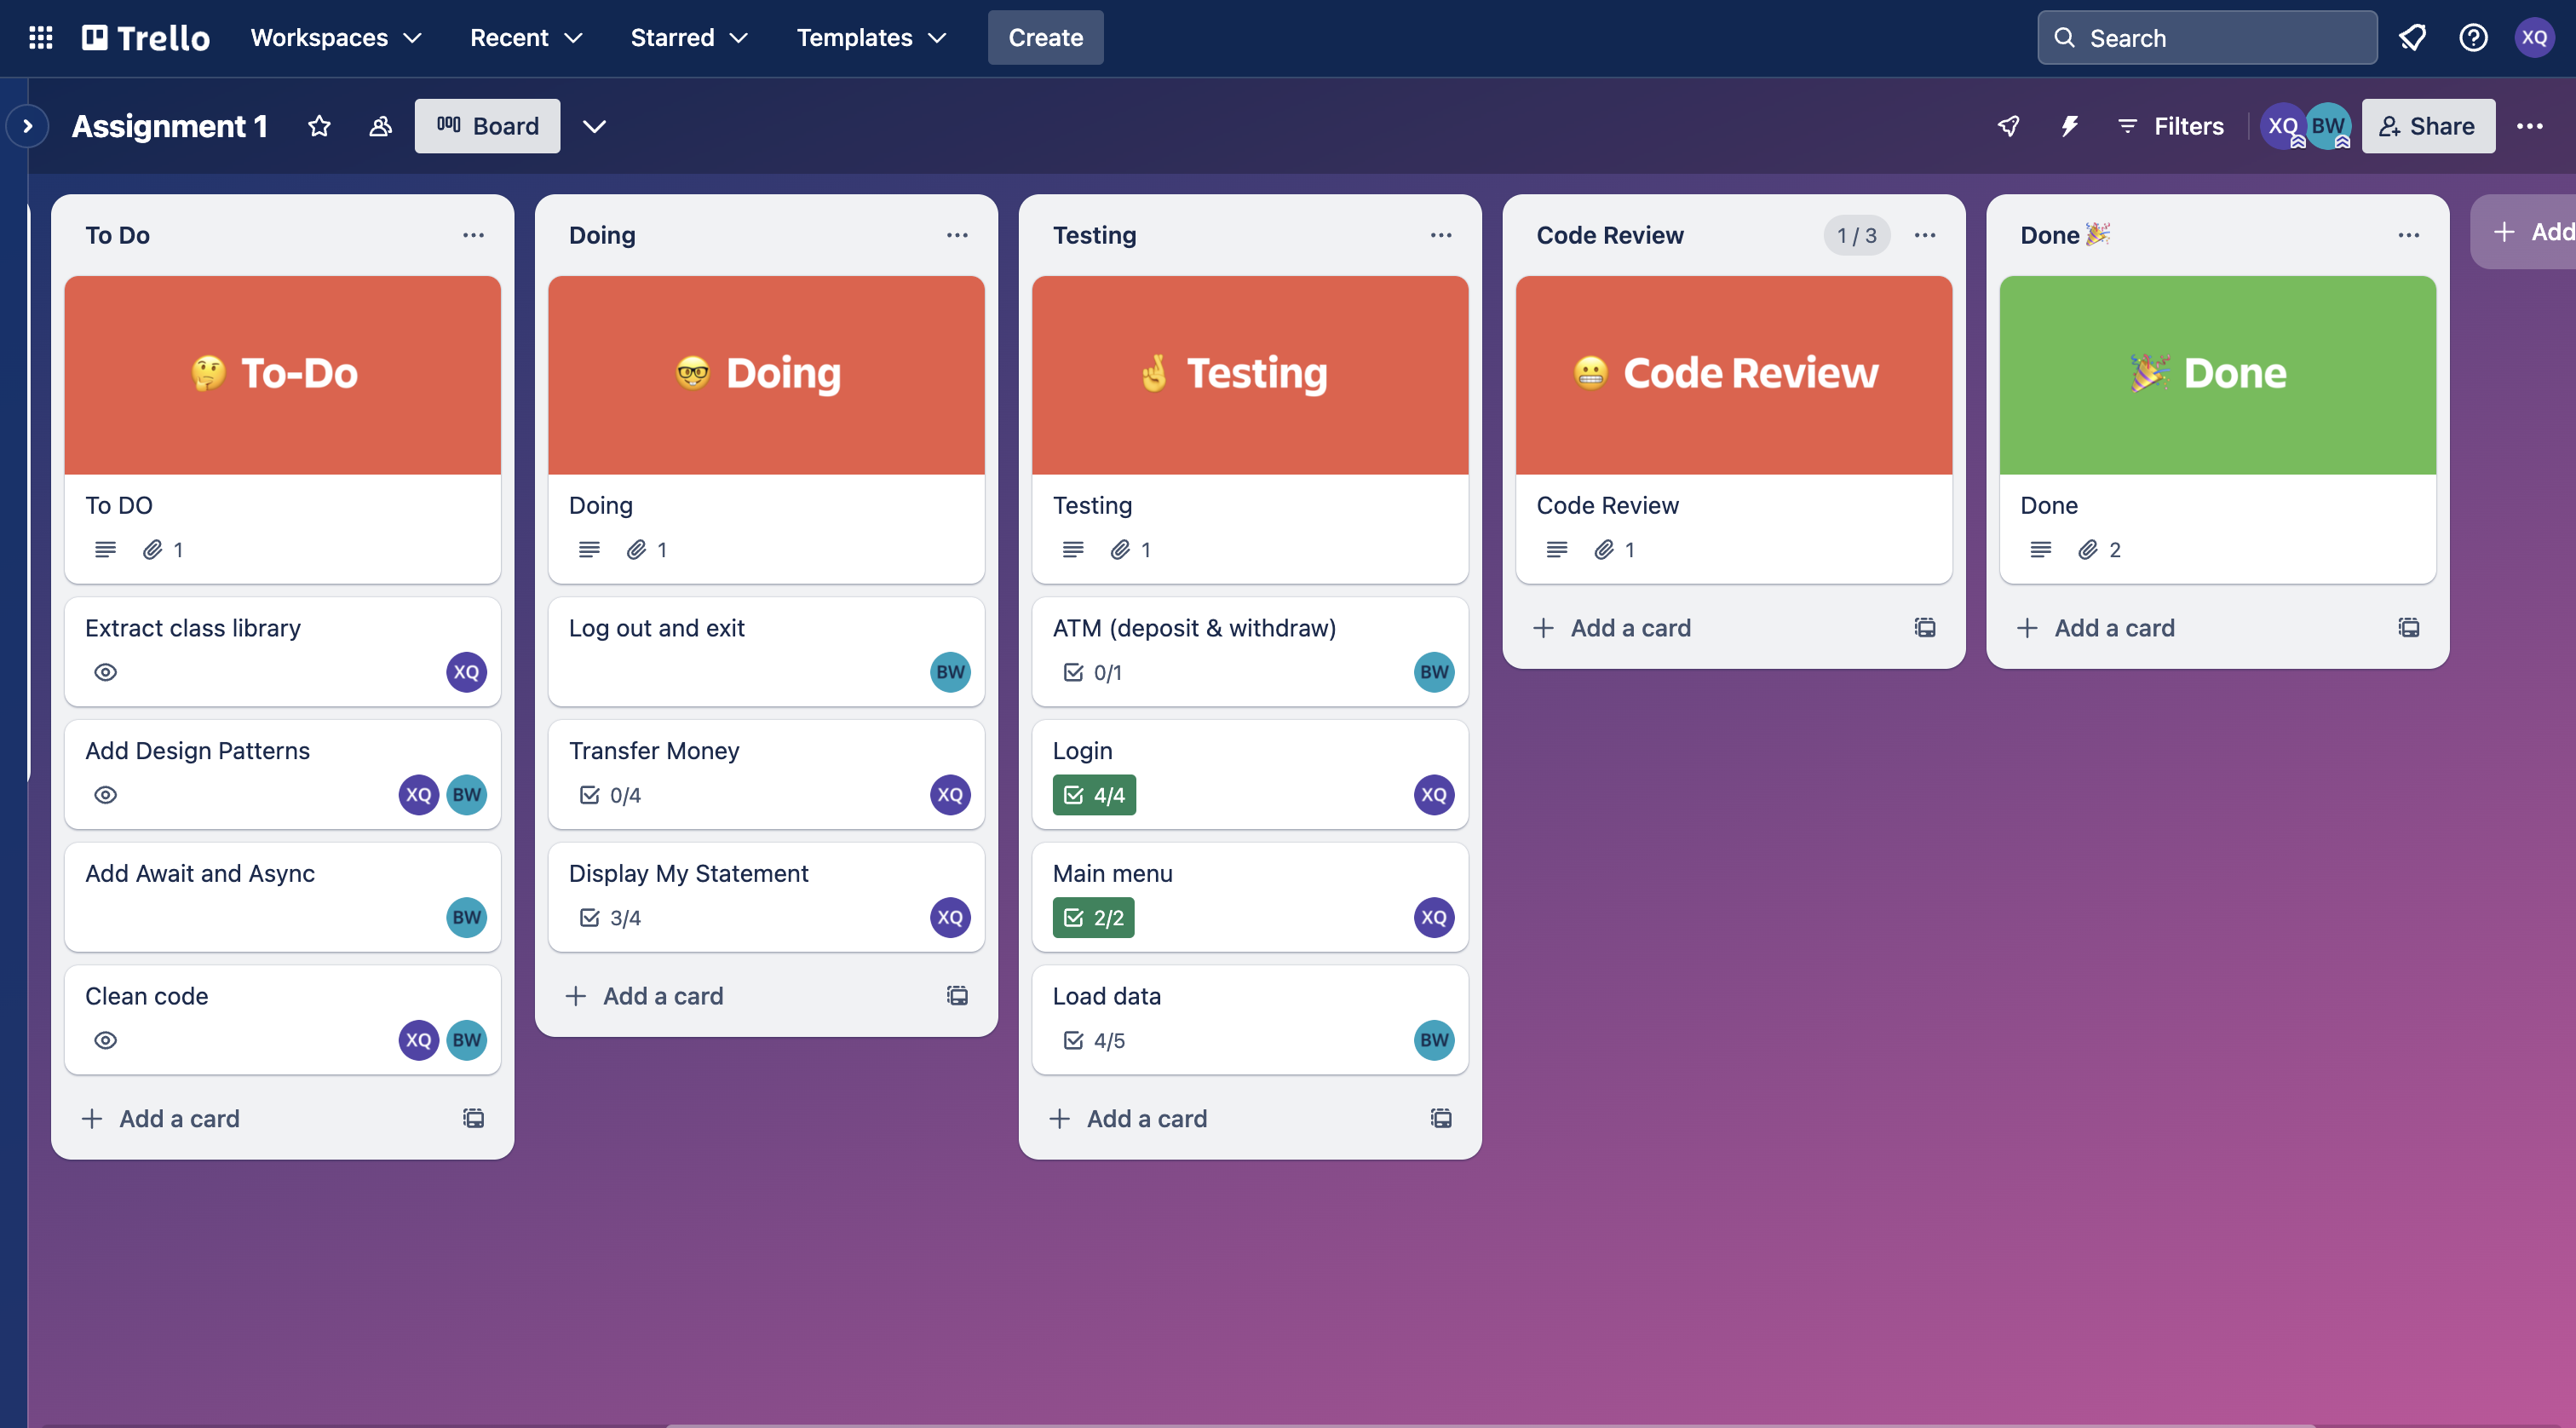 Trello
Workspaces
Recent
Starred
Templates
Create
Search
XQ
Assignment 1
Board
Filters
XQ
BW
Share
To Do
🤔 To-Do
To DO
1
Extract class library
XQ
Add Design Patterns
XQ
BW
Add Await and Async
BW
Clean code
XQ
BW
+ Add a card
Doing
🤓 Doing
Doing
1
Log out and exit
BW
Transfer Money
0/4
XQ
Display My Statement
3/4
XQ
+ Add a card
Testing
🤞 Testing
Testing
1
ATM (deposit & withdraw)
0/1
BW
Login
4/4
XQ
Main menu
2/2
XQ
Load data
4/5
BW
+ Add a card
Code Review
1 / 3
😬 Code Review
Code Review
1
+ Add a card
Done 🎉
🎉 Done
Done
2
+ Add a card
+ Add